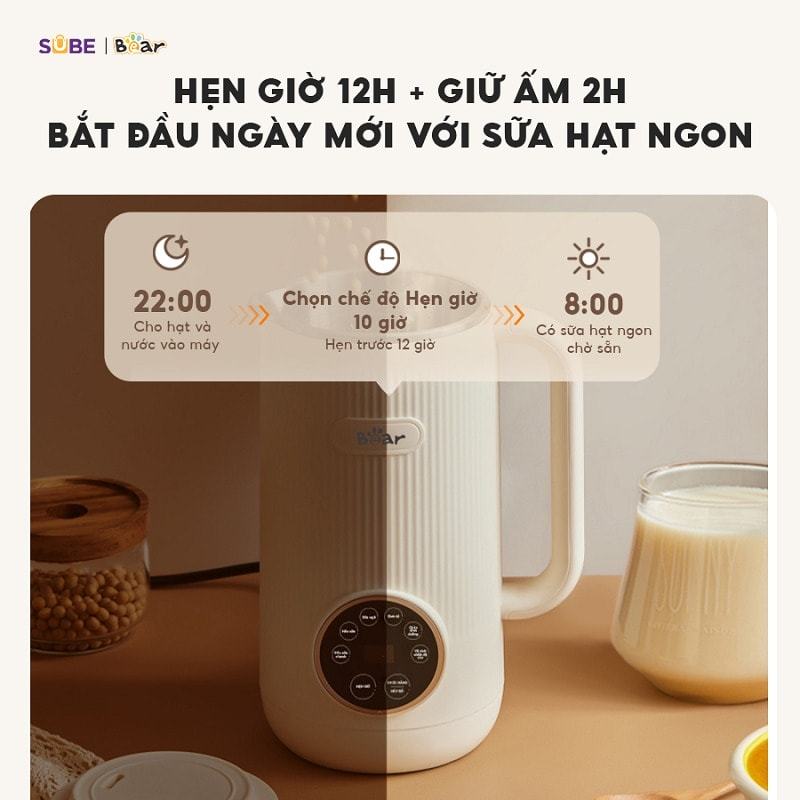 SUBE | Bear
HẸN GIỜ 12H + GIỮ ẤM 2H
BẮT ĐẦU NGÀY MỚI VỚI SỮA HẠT NGON
22:00
Cho hạt và
nước vào máy
Chọn chế độ Hẹn giờ
10 giờ
Hẹn trước 12 giờ
8:00
Có sữa hạt ngon
chờ sẵn
Bear
HẸN GIỜ